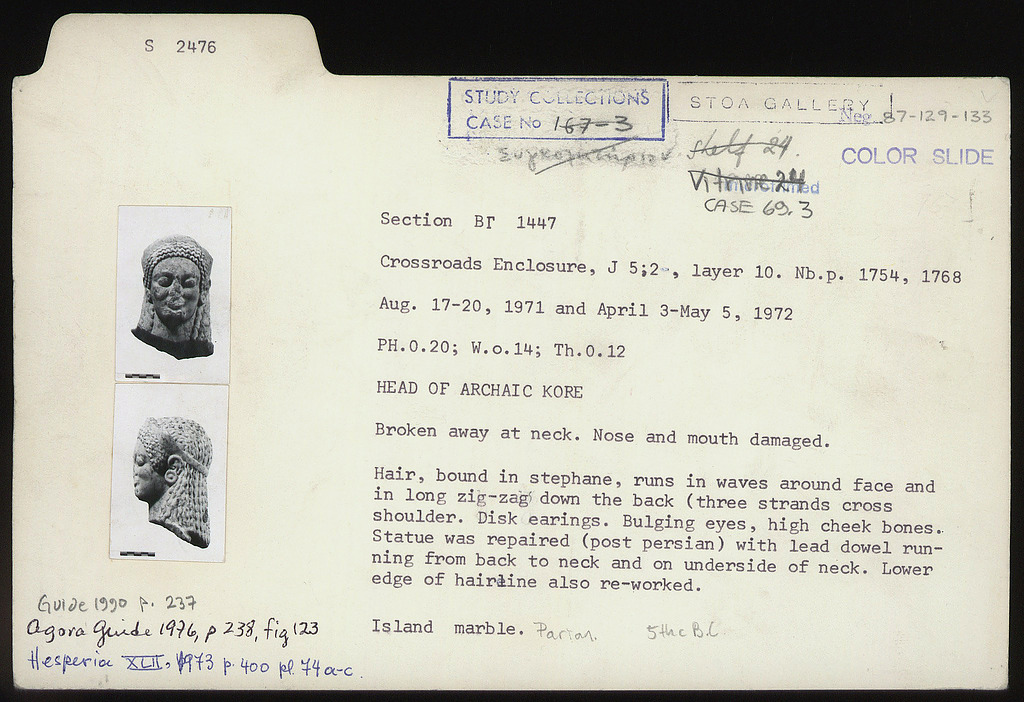 S 2476
STUDY COLLECTIONS
CASE No 167-3
STOA GALLERY
Neg 87-129-133
shelf 24.
COLOR SLIDE
Vitrine 24
CASE 69.3
Section BΓ 1447
Crossroads Enclosure, J 5;2-, layer 10. Nb.p. 1754, 1768
Aug. 17-20, 1971 and April 3-May 5, 1972
PH.0.20; W.o.14; Th.0.12
HEAD OF ARCHAIC KORE
Broken away at neck. Nose and mouth damaged.
Hair, bound in stephane, runs in waves around face and
in long zig-zag down the back (three strands cross
shoulder. Disk earings. Bulging eyes, high cheek bones.
Statue was repaired (post persian) with lead dowel run-
ning from back to neck and on underside of neck. Lower
edge of hairline also re-worked.
Island marble. Parian. 5th c B.C.
Guide 1990 p. 237
Agora Guide 1976, p 238, fig 123
Hesperia XLII, 1973 p. 400 pl. 74 a-c.